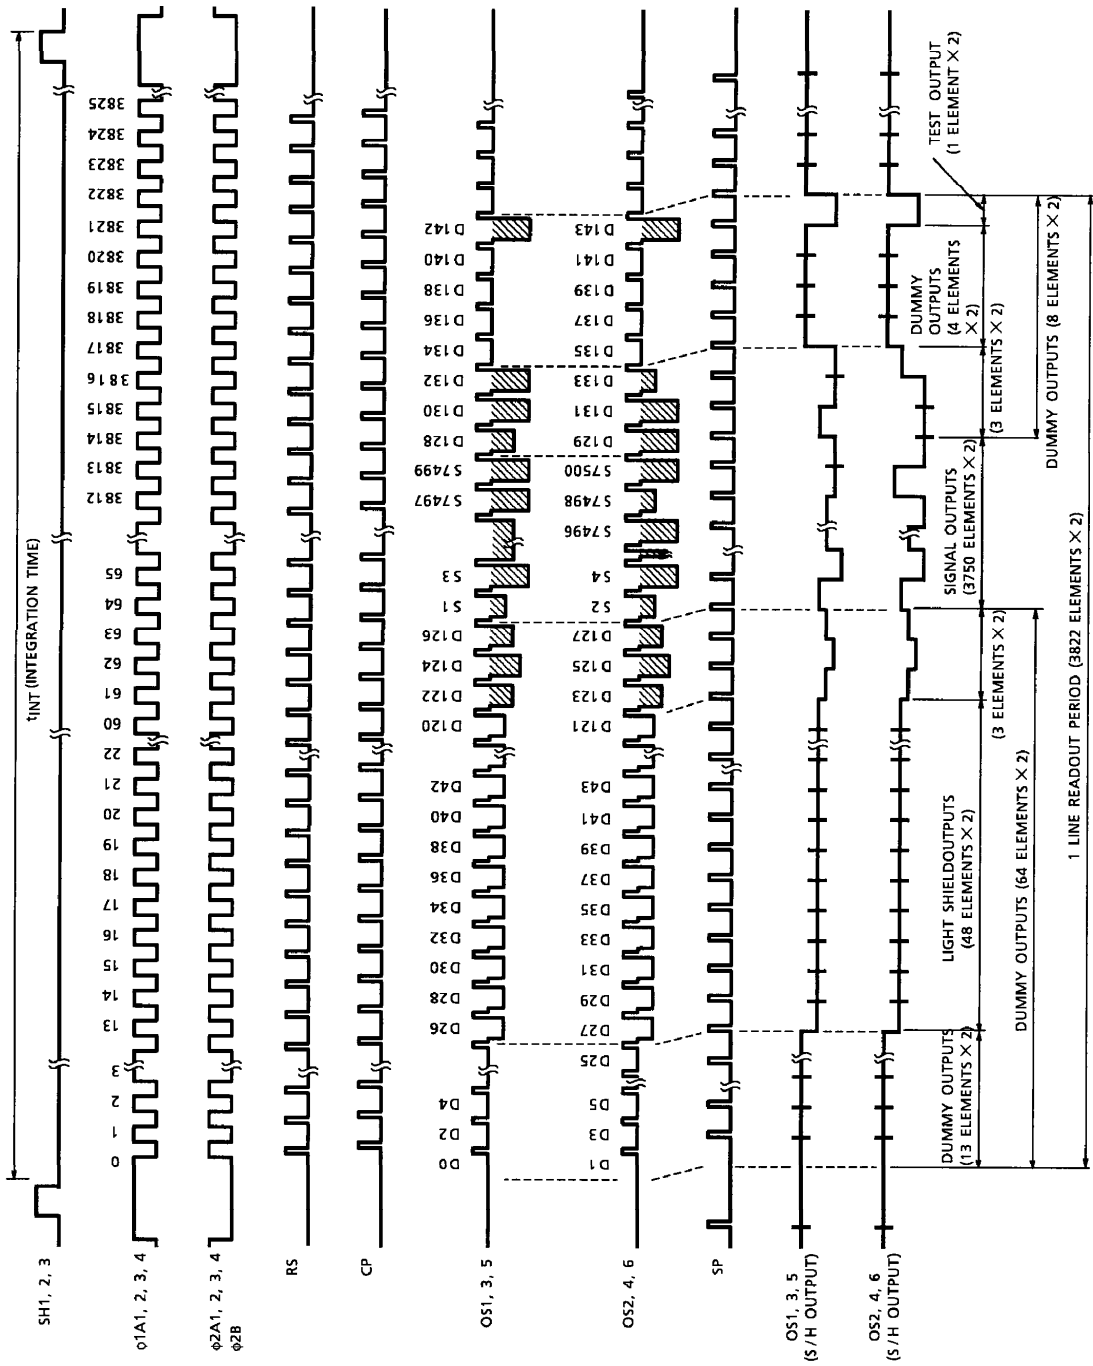 tINT (INTEGRATION TIME)
SH1, 2, 3
φ1A1, 2, 3, 4
0 1 2 3 13 14 15 16 17 18 19 20 21 22 60 61 62 63 64 65 3812 3813 3814 3815 3816 3817 3818 3819 3820 3821 3822 3823 3824 3825
φ2A1, 2, 3, 4
φ2B
RS
CP
OS1, 3, 5
D0 D2 D4 D26 D28 D30 D32 D34 D36 D38 D40 D42 D120 D122 D124 D126 S1 S3 S7497 S7499 D128 D130 D132 D134 D136 D138 D140 D142
OS2, 4, 6
D1 D3 D5 D25 D27 D29 D31 D33 D35 D37 D39 D41 D43 D121 D123 D125 D127 S2 S4 S7496 S7498 S7500 D129 D131 D133 D135 D137 D139 D141 D143
SP
OS1, 3, 5
(S/H OUTPUT)
OS2, 4, 6
(S/H OUTPUT)
DUMMY OUTPUTS
(13 ELEMENTS × 2)
LIGHT SHIELDOUTPUTS
(48 ELEMENTS × 2)
(3 ELEMENTS × 2)
SIGNAL OUTPUTS
(3750 ELEMENTS × 2)
(3 ELEMENTS × 2)
DUMMY
OUTPUTS
(4 ELEMENTS
× 2)
TEST OUTPUT
(1 ELEMENT × 2)
DUMMY OUTPUTS (64 ELEMENTS × 2)
DUMMY OUTPUTS (8 ELEMENTS × 2)
1 LINE READOUT PERIOD (3822 ELEMENTS × 2)